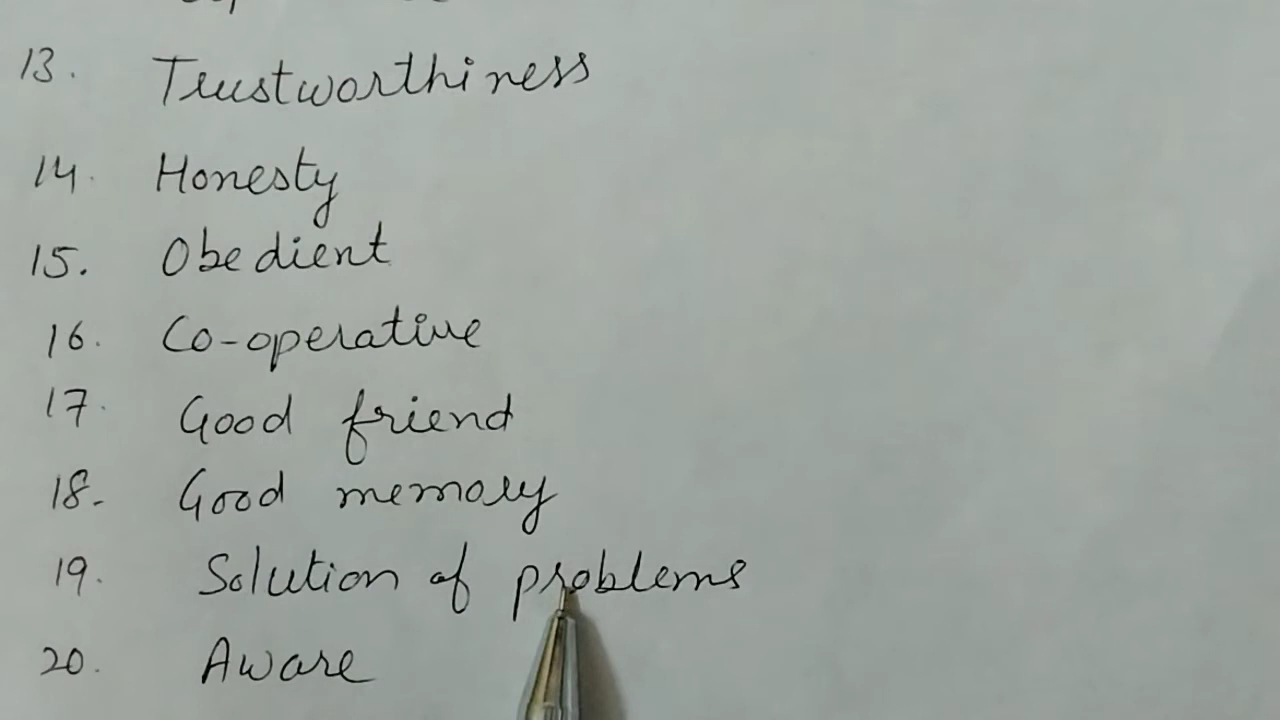 13. Trustworthiness
14. Honesty
15. Obedient
16. Co-operative
17. Good friend
18. Good memory
19. Solution of problems
20. Aware